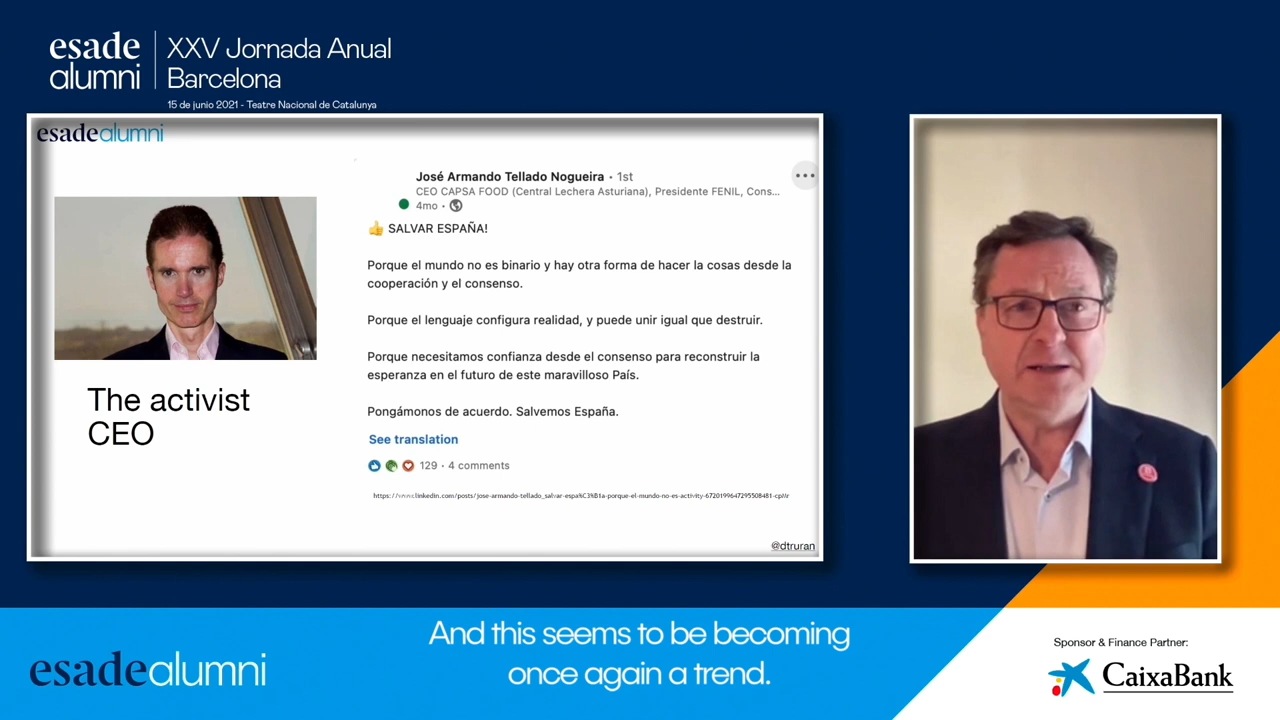 esade
alumni
XXV Jornada Anual
Barcelona
15 de junio 2021 - Teatre Nacional de Catalunya
esadealumni
The activist
CEO
José Armando Tellado Nogueira · 1st
CEO CAPSA FOOD (Central Lechera Asturiana), Presidente FENIL, Cons...
4mo ·
👍 SALVAR ESPAÑA!
Porque el mundo no es binario y hay otra forma de hacer la cosas desde la
cooperación y el consenso.
Porque el lenguaje configura realidad, y puede unir igual que destruir.
Porque necesitamos confianza desde el consenso para reconstruir la
esperanza en el futuro de este maravilloso País.
Pongámonos de acuerdo. Salvemos España.
See translation
129 · 4 comments
@dtruran
And this seems to be becoming
once again a trend.
esadealumni
Sponsor & Finance Partner:
CaixaBank